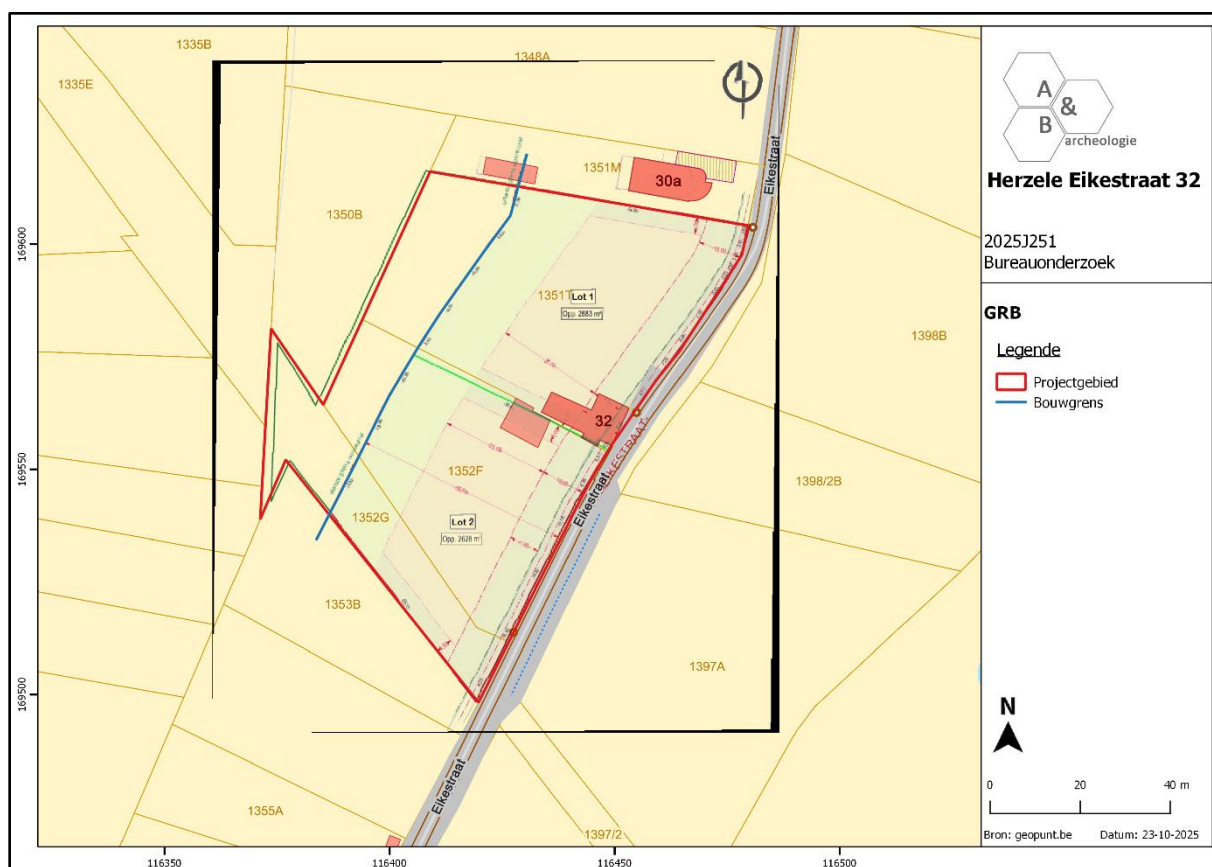 1335B
1348A
1335E
1351M
30a
Eikestraat
1350B
1351T
Lot 1
Opp. 2683 m²
1398B
32
EIKESTRAAT
1398/2B
1352F
Eikestraat
1352G
Lot 2
Opp. 2628 m²
1353B
1397A
Eikestraat
1355A
1397/2
169600
169550
169500
116350
116400
116450
116500
A
&
B
archeologie
Herzele Eikestraat 32
2025J251
Bureauonderzoek
GRB
Legende
Projectgebied
Bouwgrens
N
0 20 40 m
Bron: geopunt.be Datum: 23-10-2025